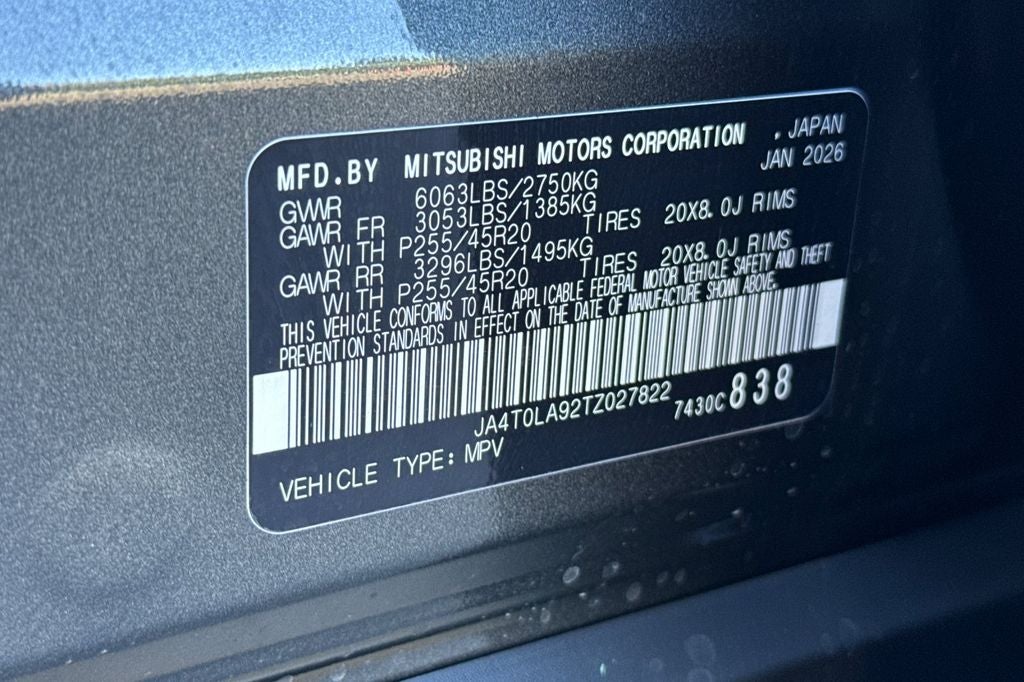 MFD.BY MITSUBISHI MOTORS CORPORATION .JAPAN
JAN 2026
GVWR 6063LBS/2750KG
GAWR FR 3053LBS/1385KG
WITH P255/45R20 TIRES 20X8.0J RIMS
GAWR RR 3296LBS/1495KG
WITH P255/45R20 TIRES 20X8.0J RIMS
THIS VEHICLE CONFORMS TO ALL APPLICABLE FEDERAL MOTOR VEHICLE SAFETY AND THEFT
PREVENTION STANDARDS IN EFFECT ON THE DATE OF MANUFACTURE SHOWN ABOVE.
JA4T0LA92TZ027822 7430C 838
VEHICLE TYPE: MPV